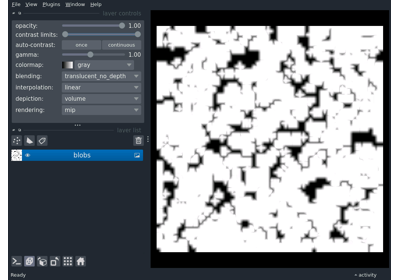 File View Plugins Window Help
layer controls
opacity: 1.00
contrast limits:
auto-contrast: once continuous
gamma: 1.00
colormap: gray
blending: translucent_no_depth
interpolation: linear
depiction: volume
rendering: mip
layer list
blobs
Ready activity